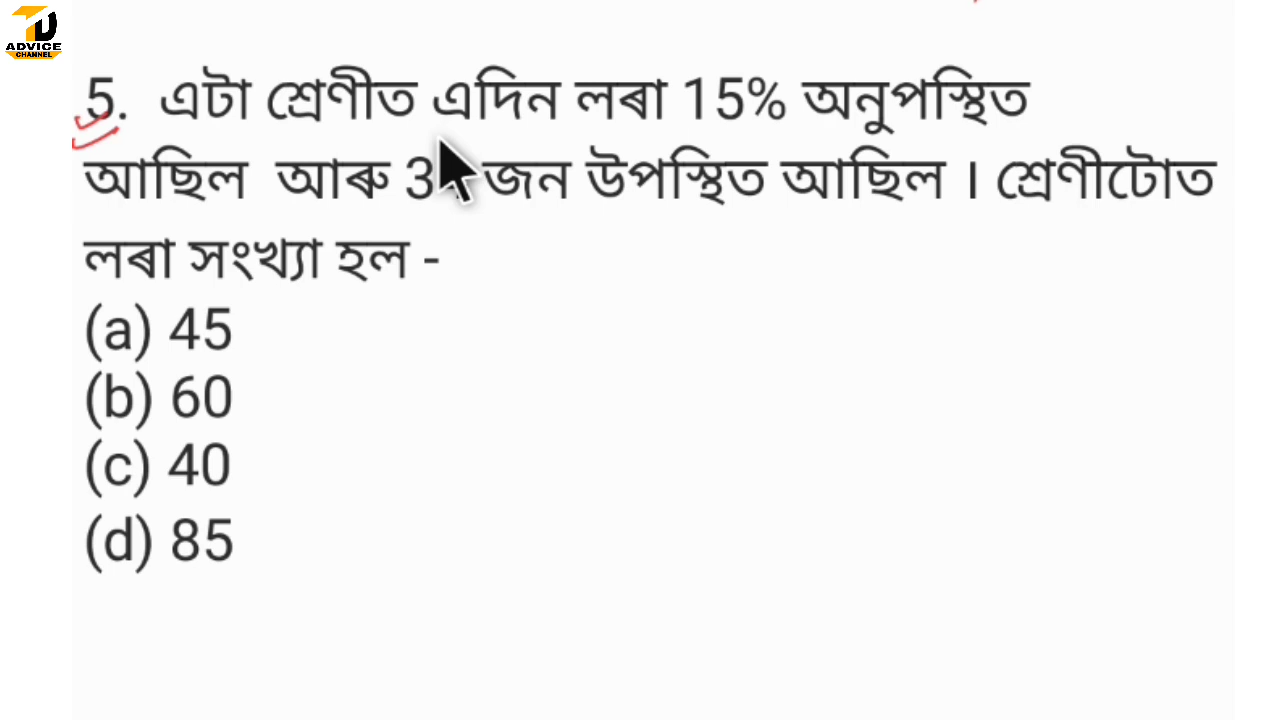 TD
ADVICE
CHANNEL
5. এটা শ্ৰেণীত এদিন লৰা 15% অনুপস্থিত
আছিল আৰু জন উপস্থিত আছিল । শ্ৰেণীটোত
লৰা সংখ্যা হল -
(a) 45
(b) 60
(c) 40
(d) 85